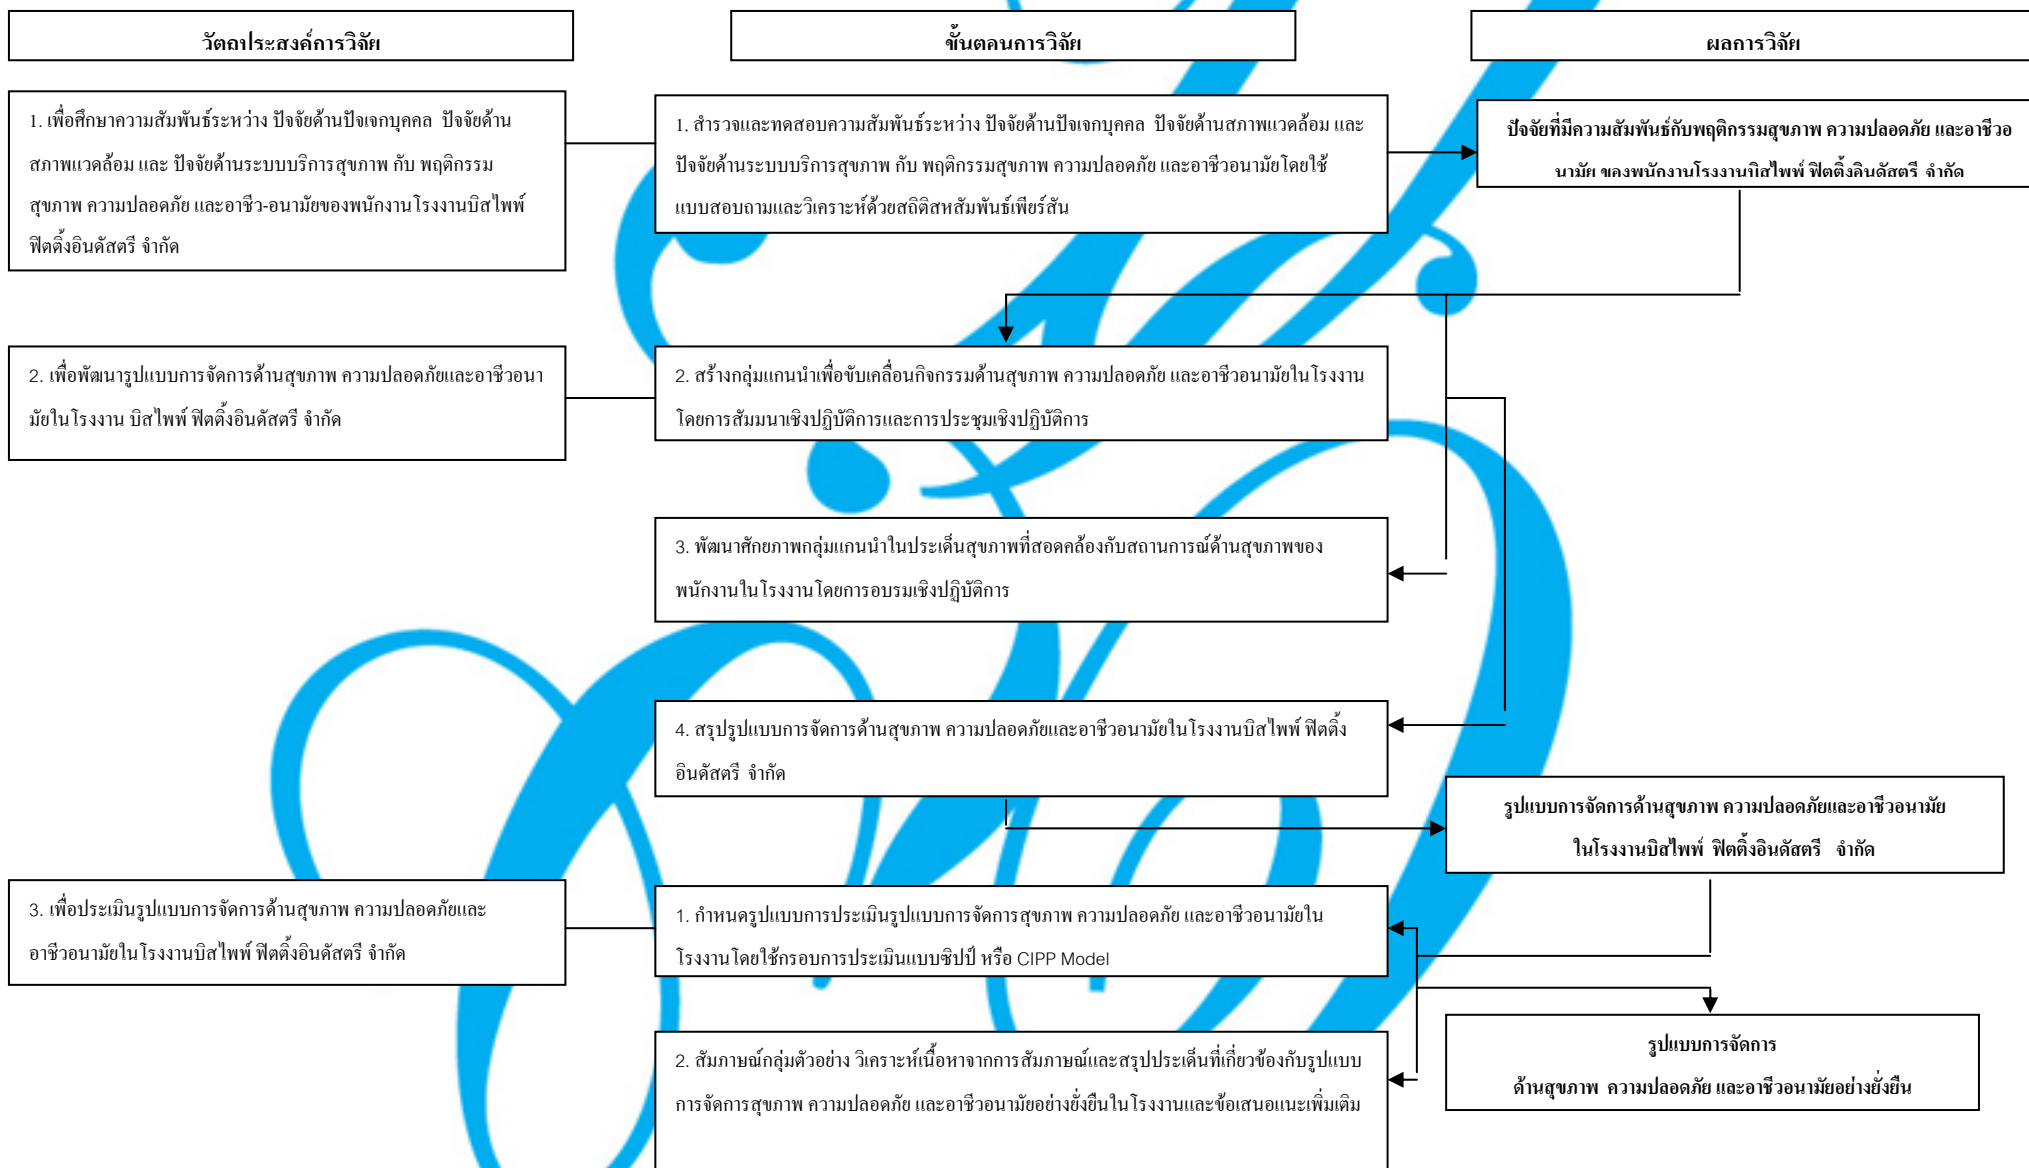 วัตถุประสงค์การวิจัย
ขั้นตอนการวิจัย
ผลการวิจัย
1. เพื่อศึกษาความสัมพันธ์ระหว่าง ปัจจัยด้านปัจเจกบุคคล ปัจจัยด้าน
สภาพแวดล้อม และ ปัจจัยด้านระบบบริการสุขภาพ กับ พฤติกรรม
สุขภาพ ความปลอดภัย และอาชีว-อนามัยของพนักงานโรงงานบิสไพพ์
ฟิตติ้งอินดัสตรี จำกัด
1. สำรวจและทดสอบความสัมพันธ์ระหว่าง ปัจจัยด้านปัจเจกบุคคล ปัจจัยด้านสภาพแวดล้อม และ
ปัจจัยด้านระบบบริการสุขภาพ กับ พฤติกรรมสุขภาพ ความปลอดภัย และอาชีวอนามัยโดยใช้
แบบสอบถามและวิเคราะห์ด้วยสถิติสหสัมพันธ์เพียร์สัน
ปัจจัยที่มีความสัมพันธ์กับพฤติกรรมสุขภาพ ความปลอดภัย และอาชีวอ
นามัย ของพนักงานโรงงานบิสไพพ์ ฟิตติ้งอินดัสตรี จำกัด
2. เพื่อพัฒนารูปแบบการจัดการด้านสุขภาพ ความปลอดภัยและอาชีวอนา
มัยในโรงงาน บิสไพพ์ ฟิตติ้งอินดัสตรี จำกัด
2. สร้างกลุ่มแกนนำเพื่อขับเคลื่อนกิจกรรมด้านสุขภาพ ความปลอดภัย และอาชีวอนามัยในโรงงาน
โดยการสัมมนาเชิงปฏิบัติการและการประชุมเชิงปฏิบัติการ
3. พัฒนาศักยภาพกลุ่มแกนนำในประเด็นสุขภาพที่สอดคล้องกับสถานการณ์ด้านสุขภาพของ
พนักงานในโรงงานโดยการอบรมเชิงปฏิบัติการ
4. สรุปรูปแบบการจัดการด้านสุขภาพ ความปลอดภัยและอาชีวอนามัยในโรงงานบิสไพพ์ ฟิตติ้ง
อินดัสตรี จำกัด
รูปแบบการจัดการด้านสุขภาพ ความปลอดภัยและอาชีวอนามัย
ในโรงงานบิสไพพ์ ฟิตติ้งอินดัสตรี จำกัด
3. เพื่อประเมินรูปแบบการจัดการด้านสุขภาพ ความปลอดภัยและ
อาชีวอนามัยในโรงงานบิสไพพ์ ฟิตติ้งอินดัสตรี จำกัด
1. กำหนดรูปแบบการประเมินรูปแบบการจัดการสุขภาพ ความปลอดภัย และอาชีวอนามัยใน
โรงงานโดยใช้กรอบการประเมินแบบซิปป์ หรือ CIPP Model
รูปแบบการจัดการ
ด้านสุขภาพ ความปลอดภัย และอาชีวอนามัยอย่างยั่งยืน
2. สัมภาษณ์กลุ่มตัวอย่าง วิเคราะห์เนื้อหาจากการสัมภาษณ์และสรุปประเด็นที่เกี่ยวข้องกับรูปแบบ
การจัดการสุขภาพ ความปลอดภัย และอาชีวอนามัยอย่างยั่งยืนในโรงงานและข้อเสนอแนะเพิ่มเติม